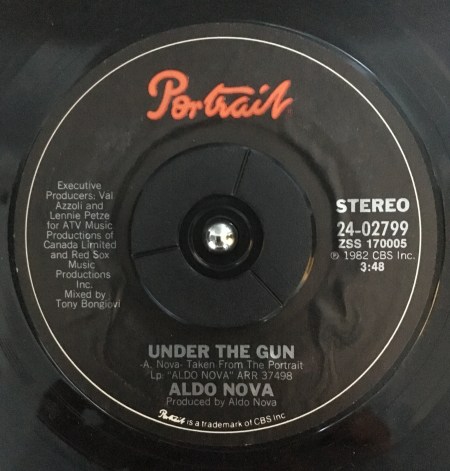 Portrait
Executive
Producers: Val
Azzoli and
Lennie Petze
for ATV Music
Productions of
Canada Limited
and Red Sox
Music
Productions
Inc.
Mixed by
Tony Bongiovi
STEREO
24-02799
ZSS 170005
℗ 1982 CBS Inc.
3:48
UNDER THE GUN
-A. Nova- Taken From The Portrait
Lp: "ALDO NOVA" ARR 37498
ALDO NOVA
Produced by Aldo Nova
Portrait is a trademark of CBS Inc